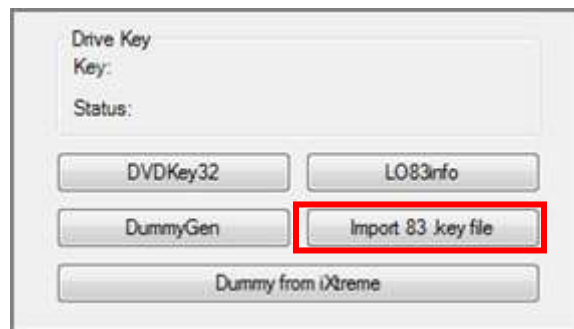 Drive Key
Key:
Status:
DVDKey32 LO83info
DummyGen Import 83 .key file
Dummy from iXtreme